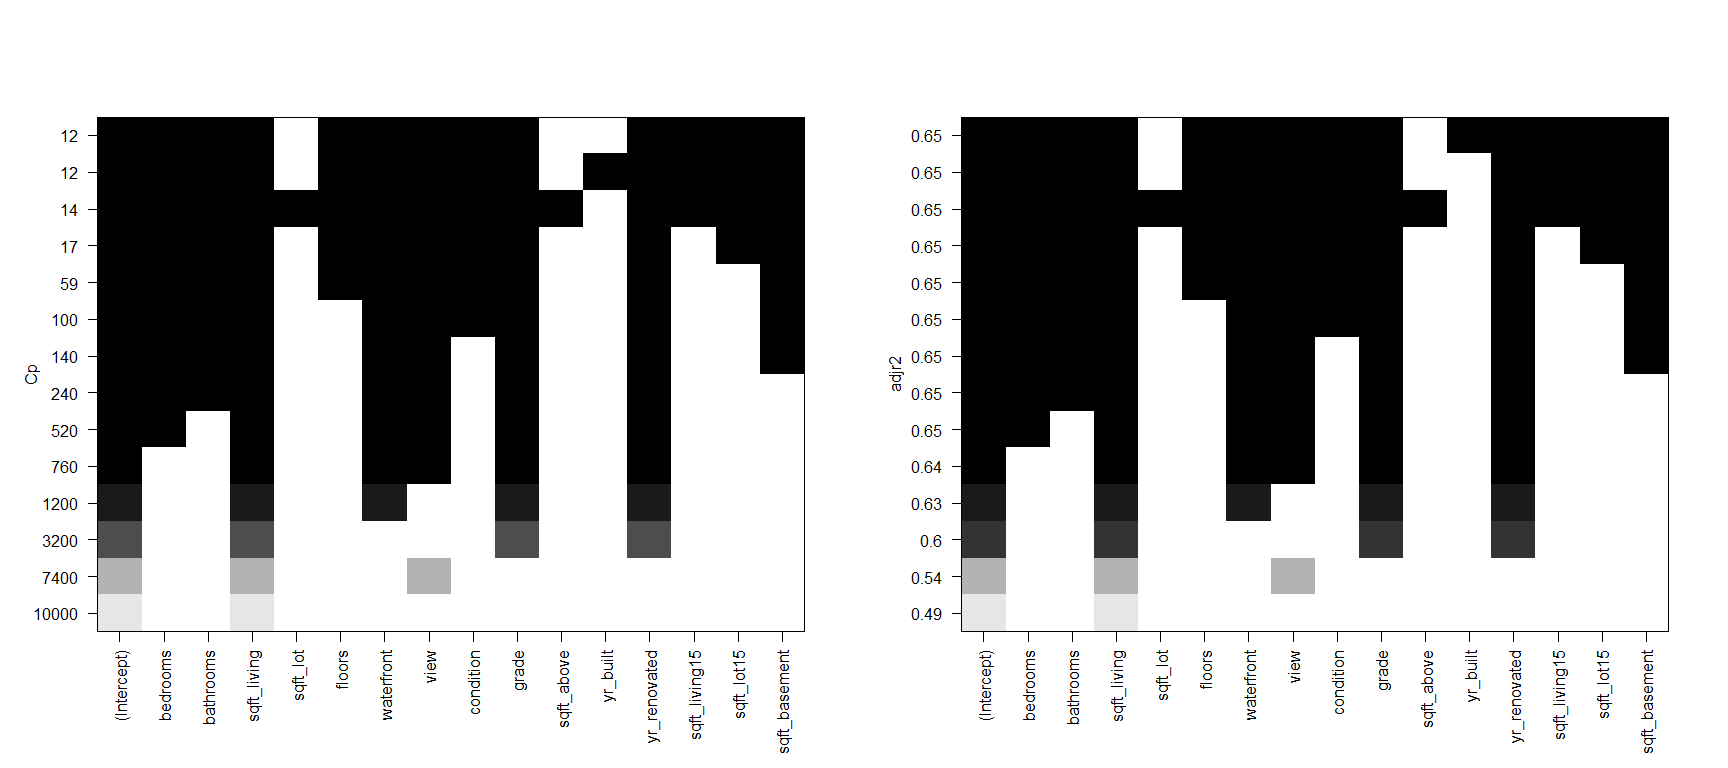 12
12
14
17
59
100
140
240
520
760
1200
3200
7400
10000
Cp
(Intercept)
bedrooms
bathrooms
sqft_living
sqft_lot
floors
waterfront
view
condition
grade
sqft_above
yr_built
yr_renovated
sqft_living15
sqft_lot15
sqft_basement
0.65
0.65
0.65
0.65
0.65
0.65
0.65
0.65
0.65
0.64
0.63
0.6
0.54
0.49
adjr2
(Intercept)
bedrooms
bathrooms
sqft_living
sqft_lot
floors
waterfront
view
condition
grade
sqft_above
yr_built
yr_renovated
sqft_living15
sqft_lot15
sqft_basement